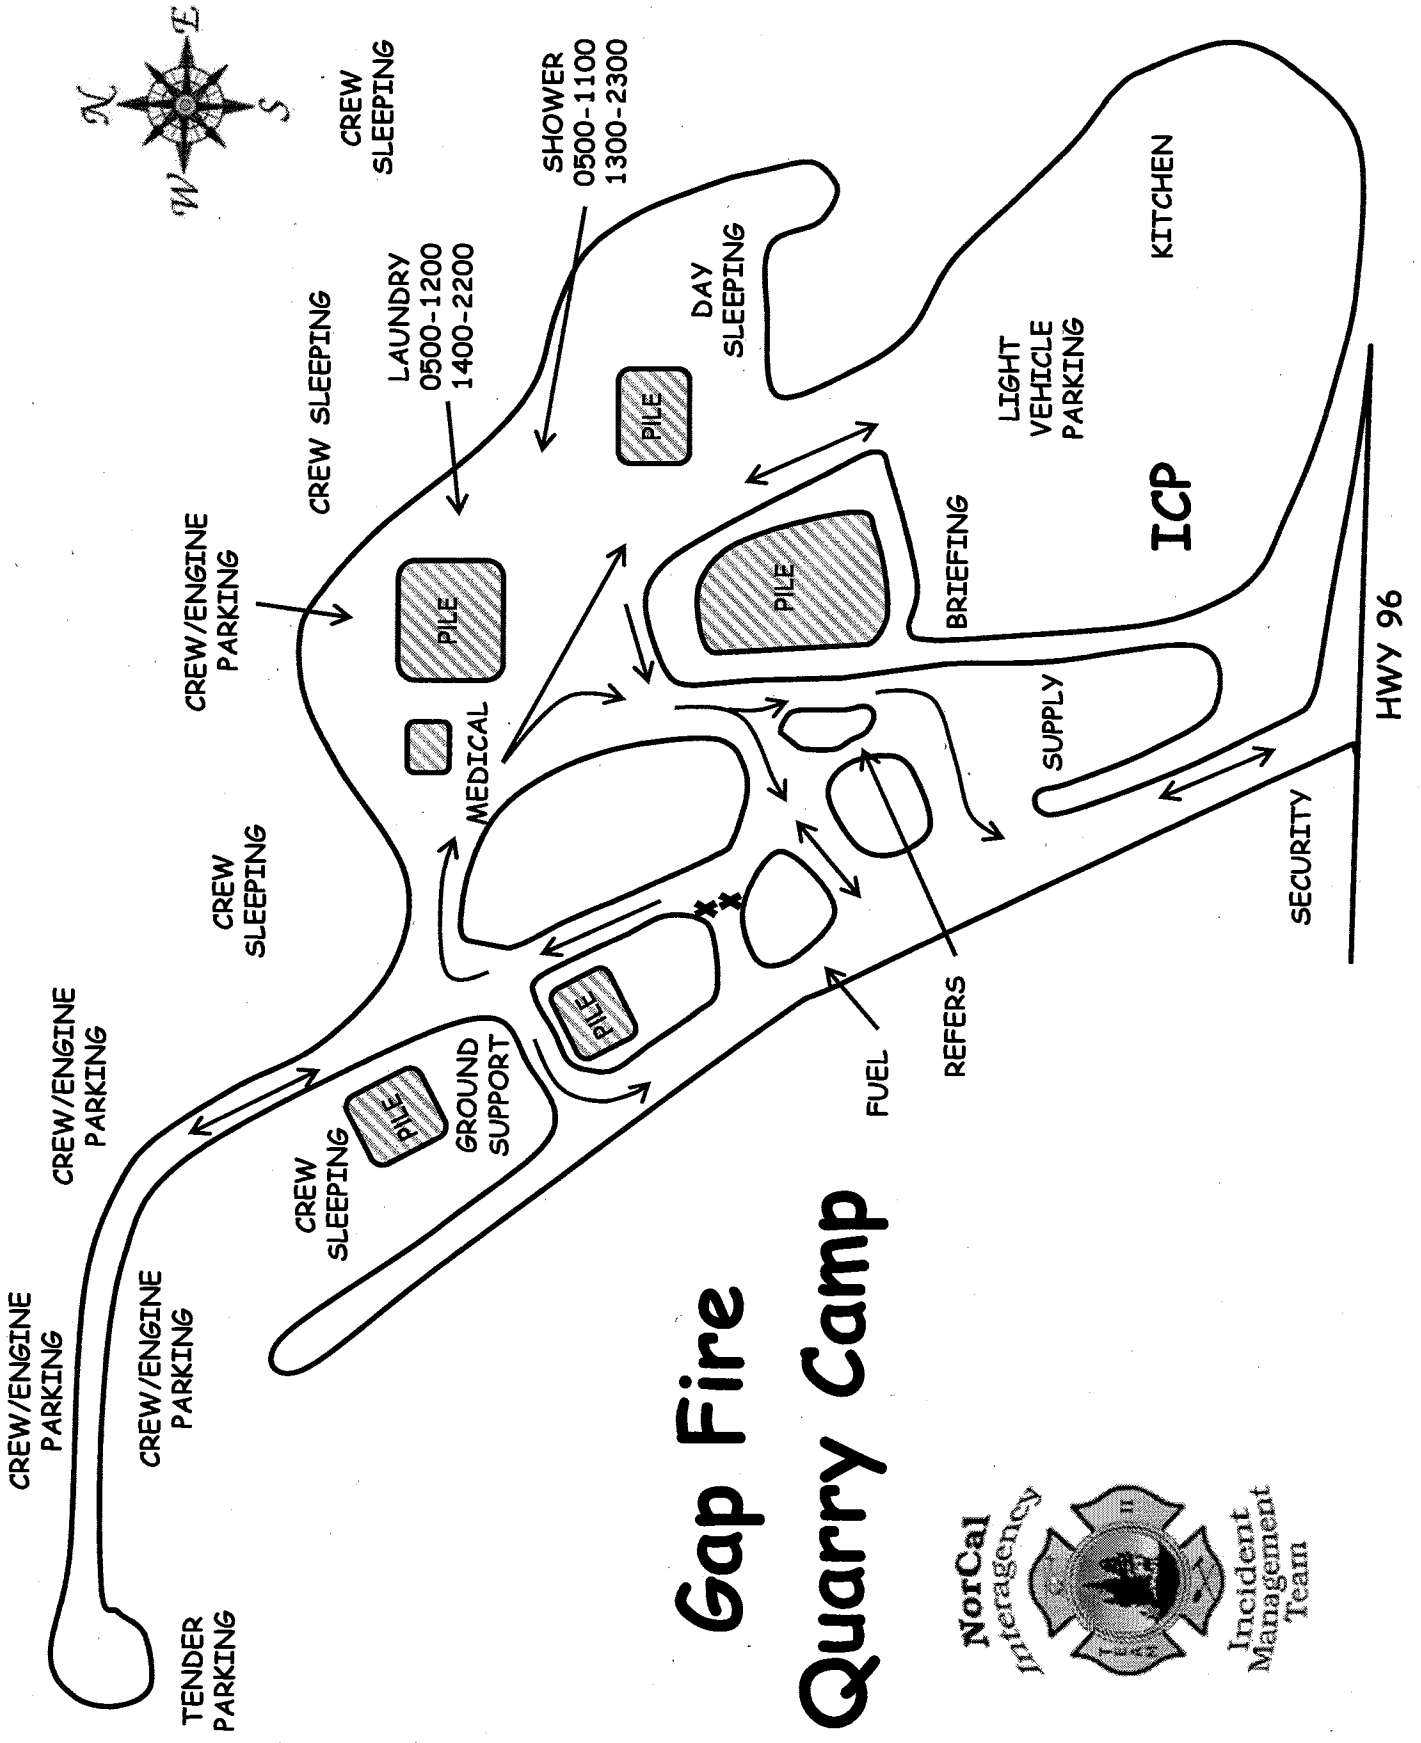 CREW/ENGINE
PARKING
CREW/ENGINE
PARKING
N
W
E
S
CREW/ENGINE
PARKING
TENDER
PARKING
CREW/ENGINE
PARKING
CREW
SLEEPING
CREW SLEEPING
CREW
SLEEPING
CREW
SLEEPING
PILE
LAUNDRY
0500-1200
1400-2200
PILE
GROUND
SUPPORT
MEDICAL
SHOWER
0500-1100
1300-2300
PILE
PILE
DAY
SLEEPING
PILE
Gap Fire
Quarry Camp
FUEL
REFERS
BRIEFING
SUPPLY
LIGHT
VEHICLE
PARKING
ICP
KITCHEN
SECURITY
HWY 96
NorCal
Interagency
TEAM
II
Incident
Management
Team